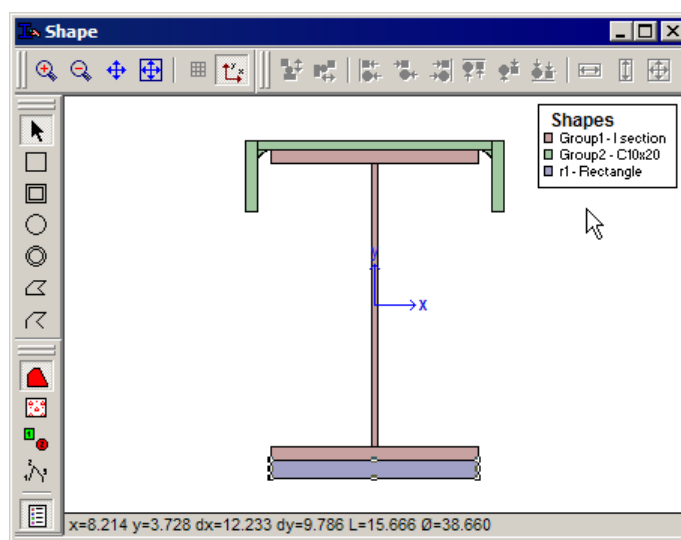 Shape
Shapes
Group1 - I section
Group2 - C10x20
r1 - Rectangle
y
x
x=8.214 y=3.728 dx=12.233 dy=9.786 L=15.666 Ø=38.660